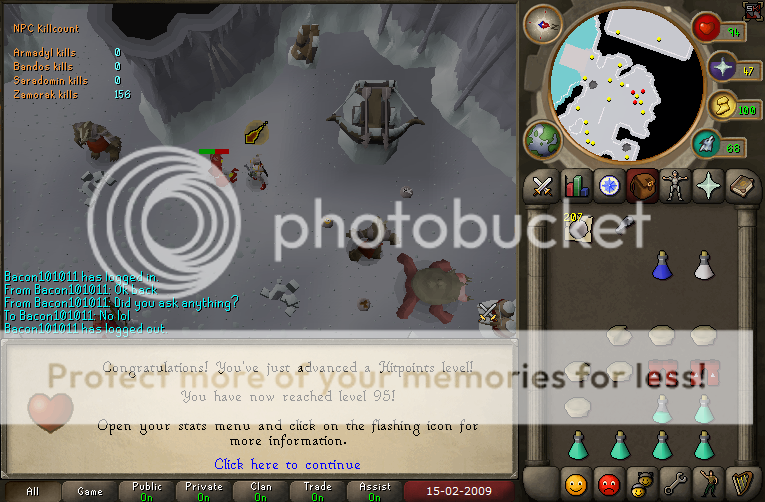 NPC Killcount
Armadyl kills 0
Bandos kills 0
Saradomin kills 0
Zamorak kills 156
94
47
100
68
207
photobucket
Bacon101011 has logged in.
From Bacon101011: Ok back
From Bacon101011: Did you ask anything?
To Bacon101011: No lol
Bacon101011 has logged out.
Congratulations! You've just advanced a Hitpoints level!
Protect more of your memories for less!
You have now reached level 95!
Open your stats menu and click on the flashing icon for
more information.
Click here to continue
All Game Public On Private On Clan On Trade On Assist On 15-02-2009